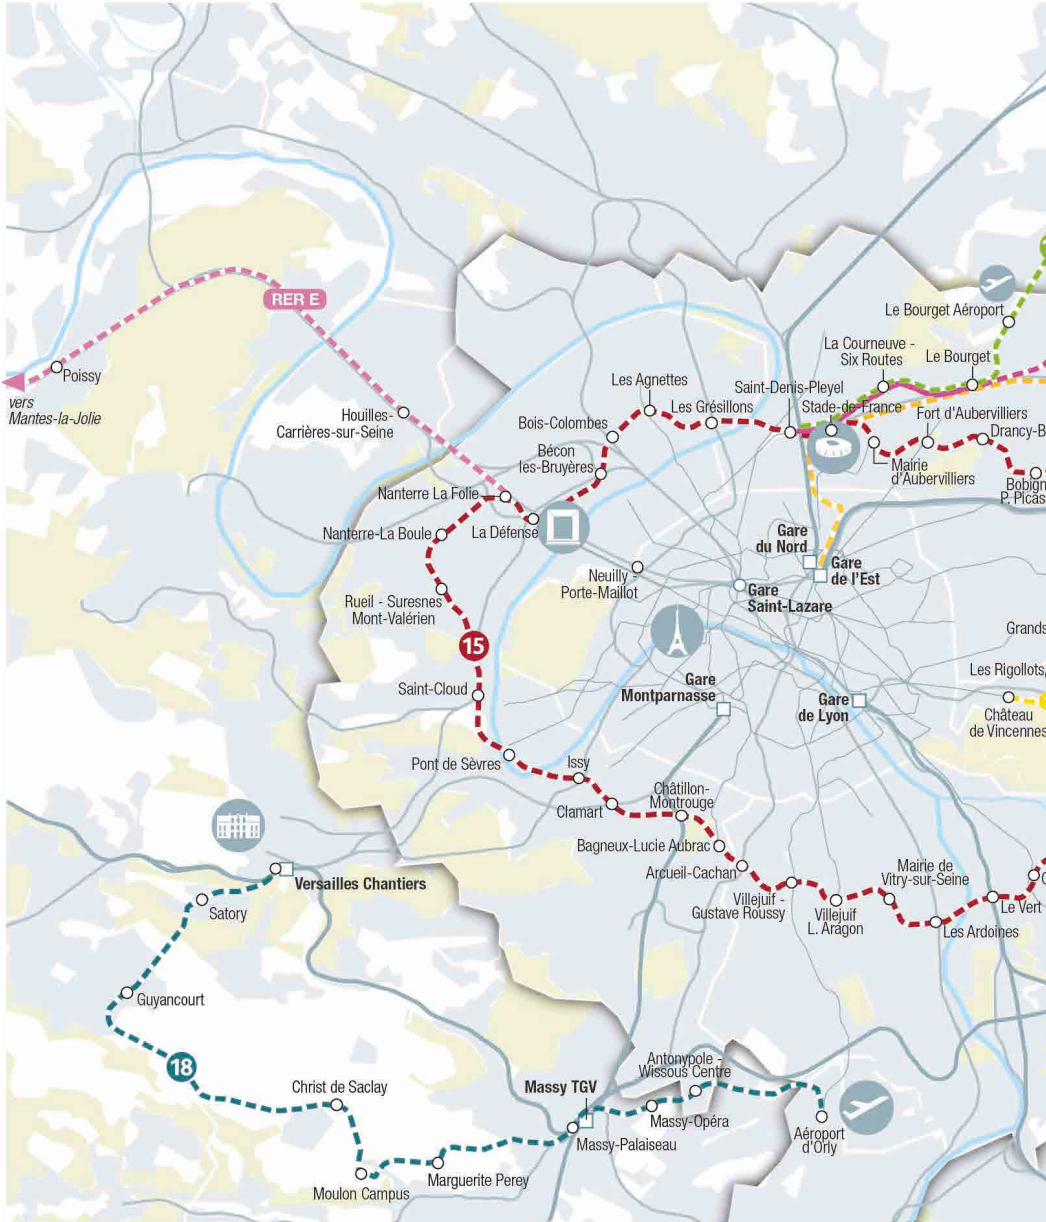 RER E
Le Bourget Aéroport
La Courneuve -
Six Routes
Le Bourget
Poissy
vers
Mantes-la-Jolie
Les Agnettes
Saint-Denis-Pleyel
Les Grésillons
Stade-de-France
Fort d'Aubervilliers
Houilles-
Carrières-sur-Seine
Bois-Colombes
Drancy-B
Bécon
les-Bruyères
Mairie
d'Aubervilliers
Bobign
P. Picas
Nanterre La Folie
Nanterre-La Boule
La Défense
Gare
du Nord
Gare
de l'Est
Neuilly -
Porte-Maillot
Gare
Saint-Lazare
Rueil - Suresnes
Mont-Valérien
Grands
15
Les Rigollots,
Saint-Cloud
Gare
Montparnasse
Gare
de Lyon
Château
de Vincennes
Pont de Sèvres
Issy
Châtillon-
Montrouge
Clamart
Bagneux-Lucie Aubrac
Arcueil-Cachan
Mairie de
Vitry-sur-Seine
Versailles Chantiers
Villejuif -
Gustave Roussy
Villejuif
L. Aragon
Le Vert
Les Ardoines
Satory
Guyancourt
18
Christ de Saclay
Massy TGV
Antonypole -
Wissous Centre
Massy-Opéra
Aéroport
d'Orly
Massy-Palaiseau
Marguerite Perey
Moulon Campus